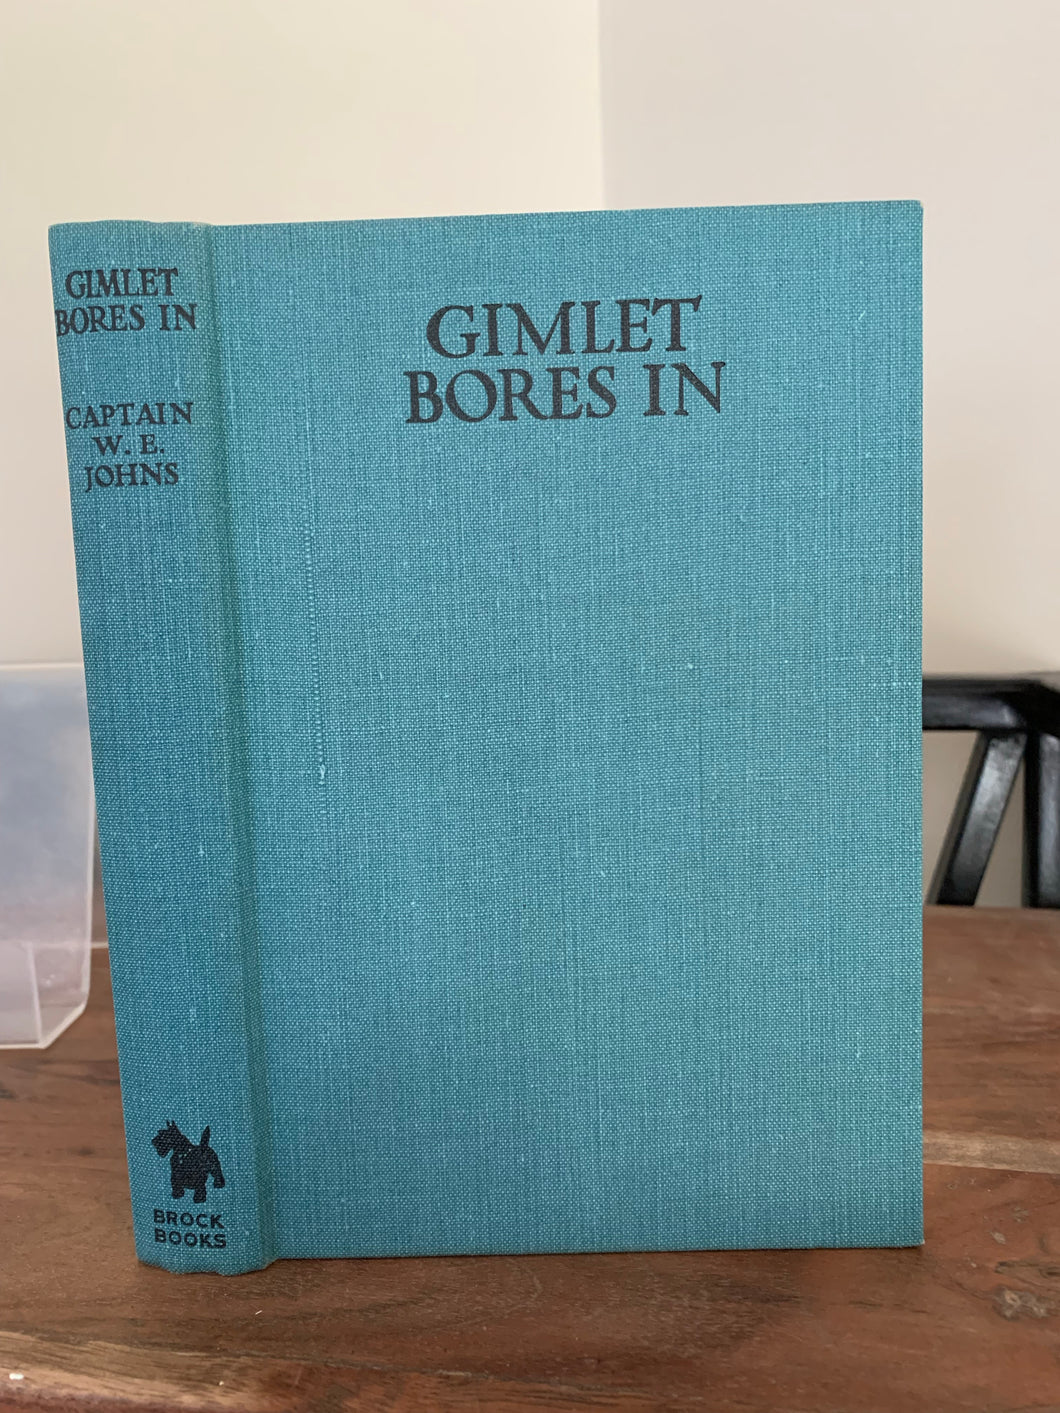 GIMLET
BORES IN
CAPTAIN
W. E.
JOHNS
BROCK
BOOKS
GIMLET
BORES IN